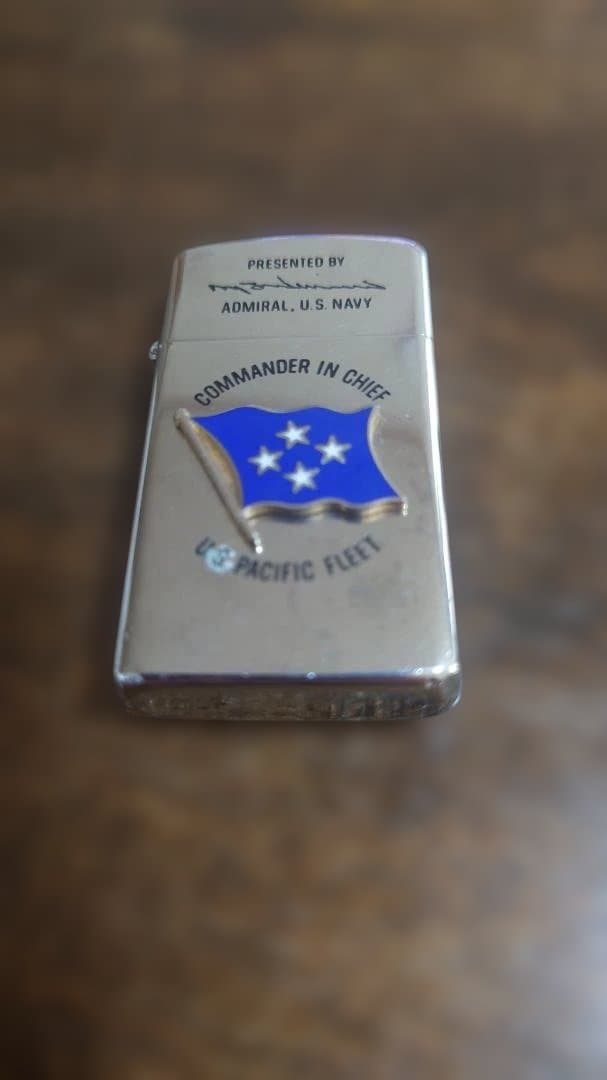 PRESENTED BY
ADMIRAL, U.S. NAVY
COMMANDER IN CHIEF
U.S. PACIFIC FLEET